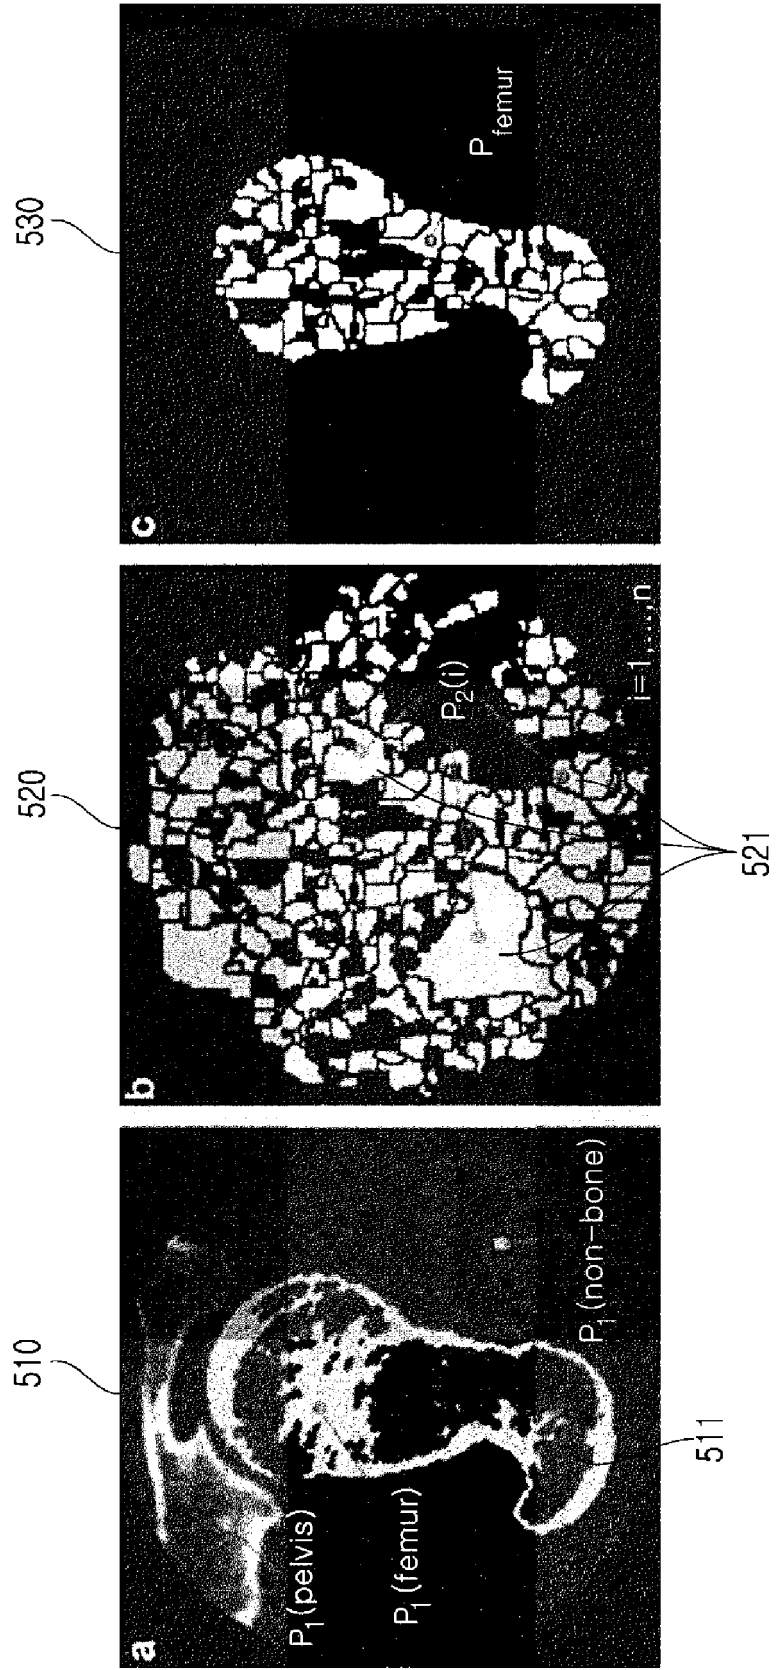 510
a
P1(pelvis)
P1(femur)
P1(non-bone)
511
520
b
P2(i)
i=1,...,n
521
530
c
Pfemur